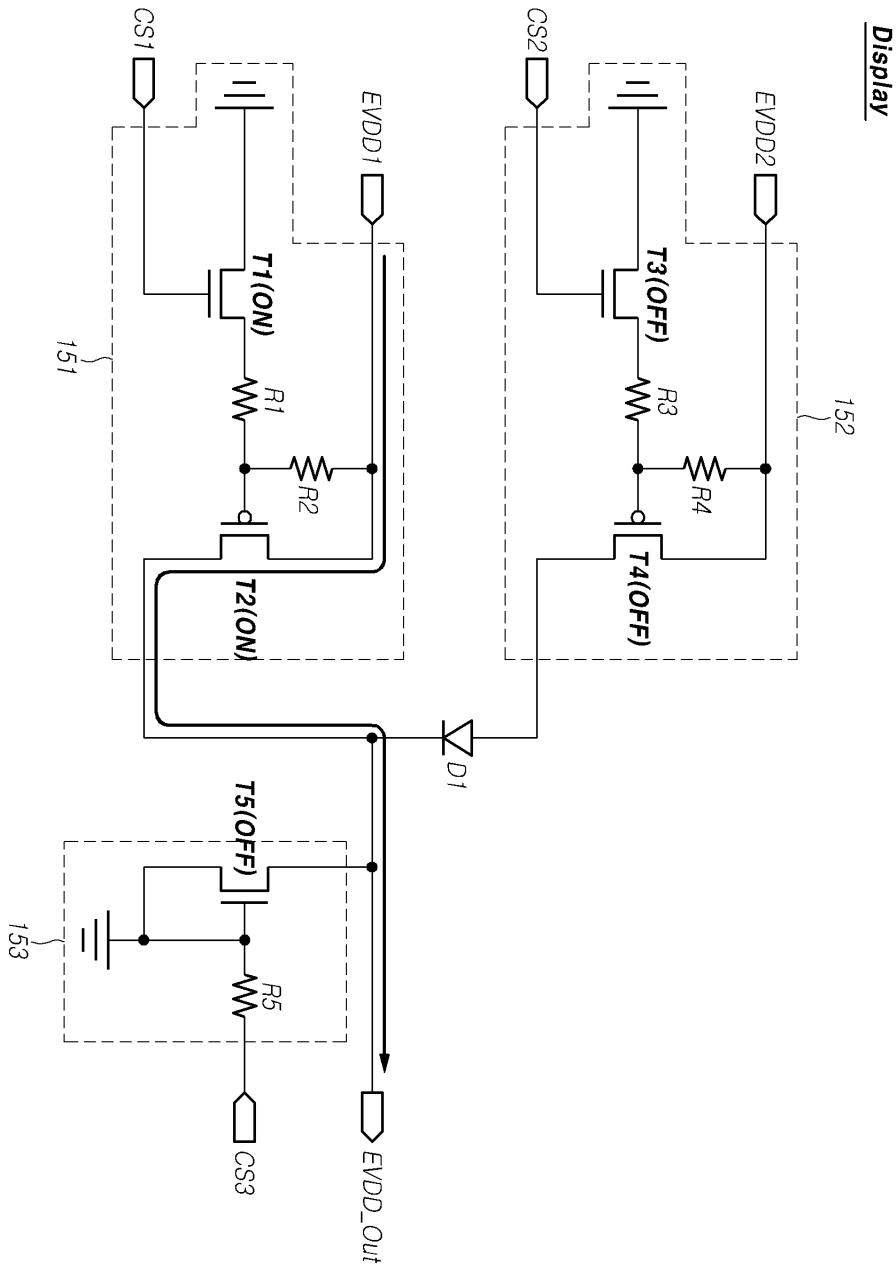 Display
EVDD2
CS2
T3(OFF)
R3
R4
T4(OFF)
152
D1
EVDD1
CS1
T1(ON)
R1
R2
T2(ON)
151
T5(OFF)
R5
153
CS3
EVDD_Out